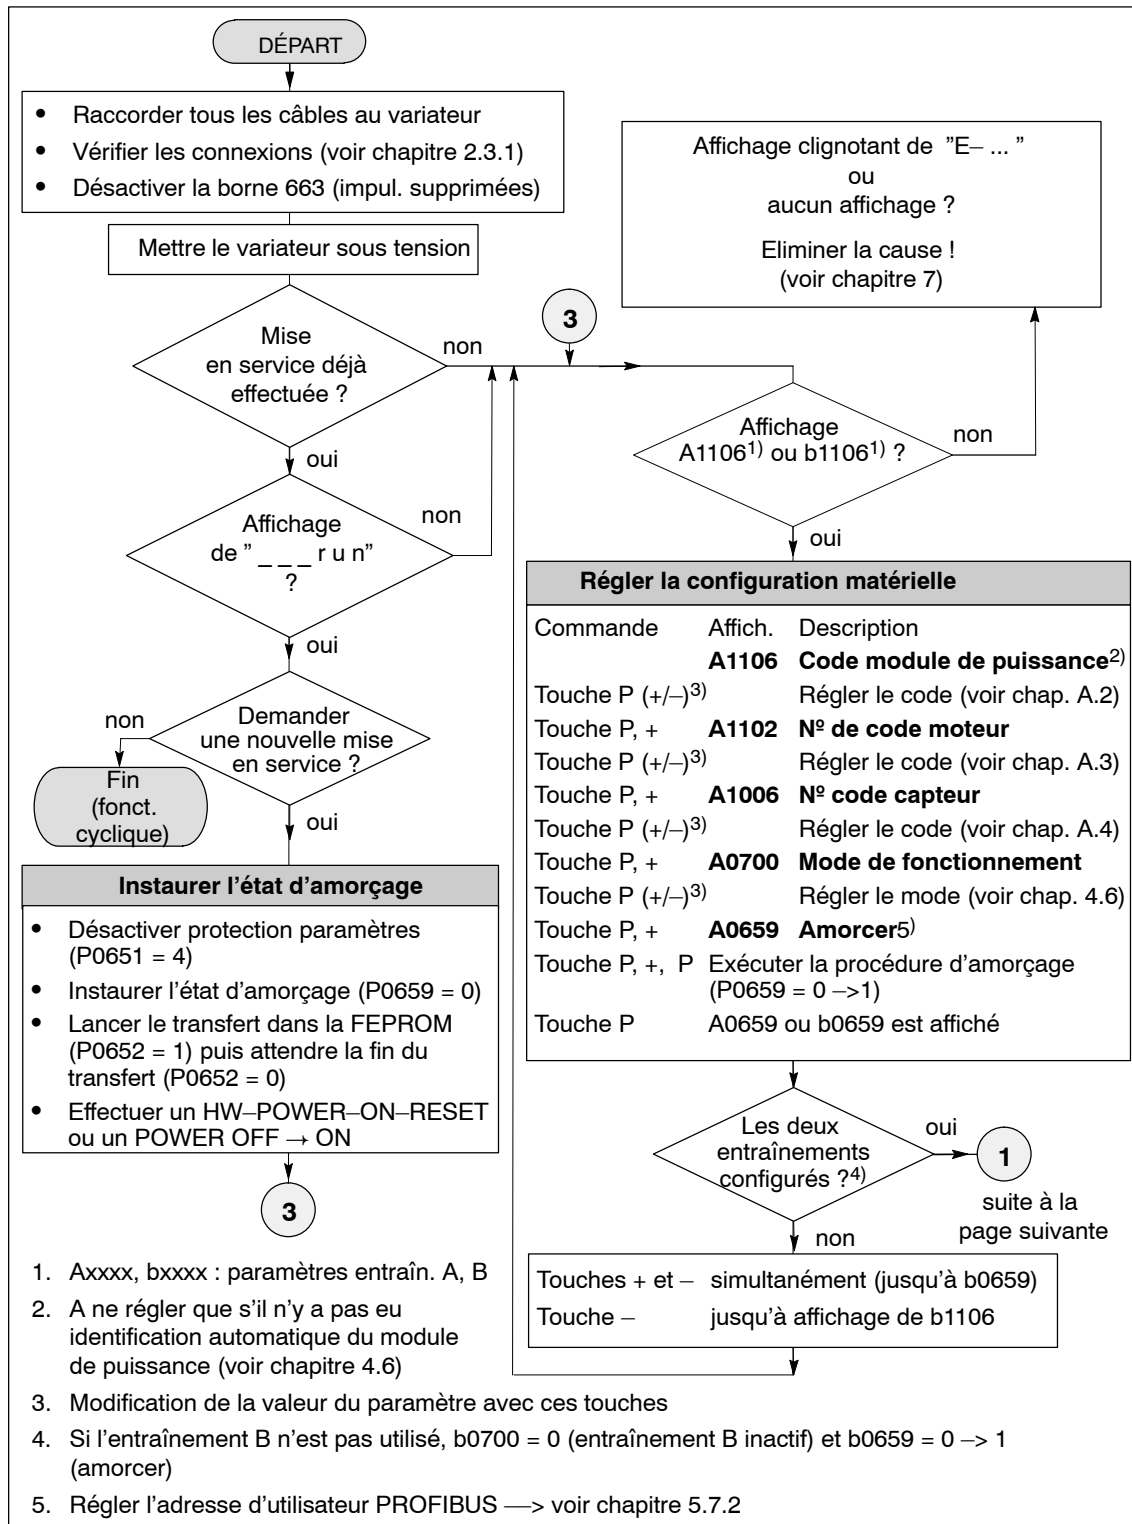 DÉPART
• Raccorder tous les câbles au variateur
• Vérifier les connexions (voir chapitre 2.3.1)
• Désactiver la borne 663 (impul. supprimées)
Mettre le variateur sous tension
Mise
en service déjà
effectuée ?
non
oui
Affichage
de ” _ _ _ r u n”
?
non
oui
Demander
une nouvelle mise
en service ?
non
Fin
(fonct.
cyclique)
oui
Instaurer l’état d’amorçage
• Désactiver protection paramètres
(P0651 = 4)
• Instaurer l’état d’amorçage (P0659 = 0)
• Lancer le transfert dans la FEPROM
(P0652 = 1) puis attendre la fin du
transfert (P0652 = 0)
• Effectuer un HW–POWER–ON–RESET
ou un POWER OFF → ON
3
Affichage clignotant de ”E– ... ”
ou
aucun affichage ?
Eliminer la cause !
(voir chapitre 7)
3
Affichage
A11061) ou b11061) ?
non
oui
Régler la configuration matérielle
Commande Affich. Description
A1106 Code module de puissance2)
Touche P (+/–)3) Régler le code (voir chap. A.2)
Touche P, + A1102 Nº de code moteur
Touche P (+/–)3) Régler le code (voir chap. A.3)
Touche P, + A1006 Nº code capteur
Touche P (+/–)3) Régler le code (voir chap. A.4)
Touche P, + A0700 Mode de fonctionnement
Touche P (+/–)3) Régler le mode (voir chap. 4.6)
Touche P, + A0659 Amorcer5)
Touche P, +, P Exécuter la procédure d’amorçage
(P0659 = 0 –>1)
Touche P A0659 ou b0659 est affiché
Les deux
entraînements
configurés ?4)
oui
1
suite à la
page suivante
non
Touches + et – simultanément (jusqu’à b0659)
Touche – jusqu’à affichage de b1106
1. Axxxx, bxxxx : paramètres entraîn. A, B
2. A ne régler que s’il n’y a pas eu
identification automatique du module
de puissance (voir chapitre 4.6)
3. Modification de la valeur du paramètre avec ces touches
4. Si l’entraînement B n’est pas utilisé, b0700 = 0 (entraînement B inactif) et b0659 = 0 –> 1
(amorcer)
5. Régler l’adresse d’utilisateur PROFIBUS —> voir chapitre 5.7.2